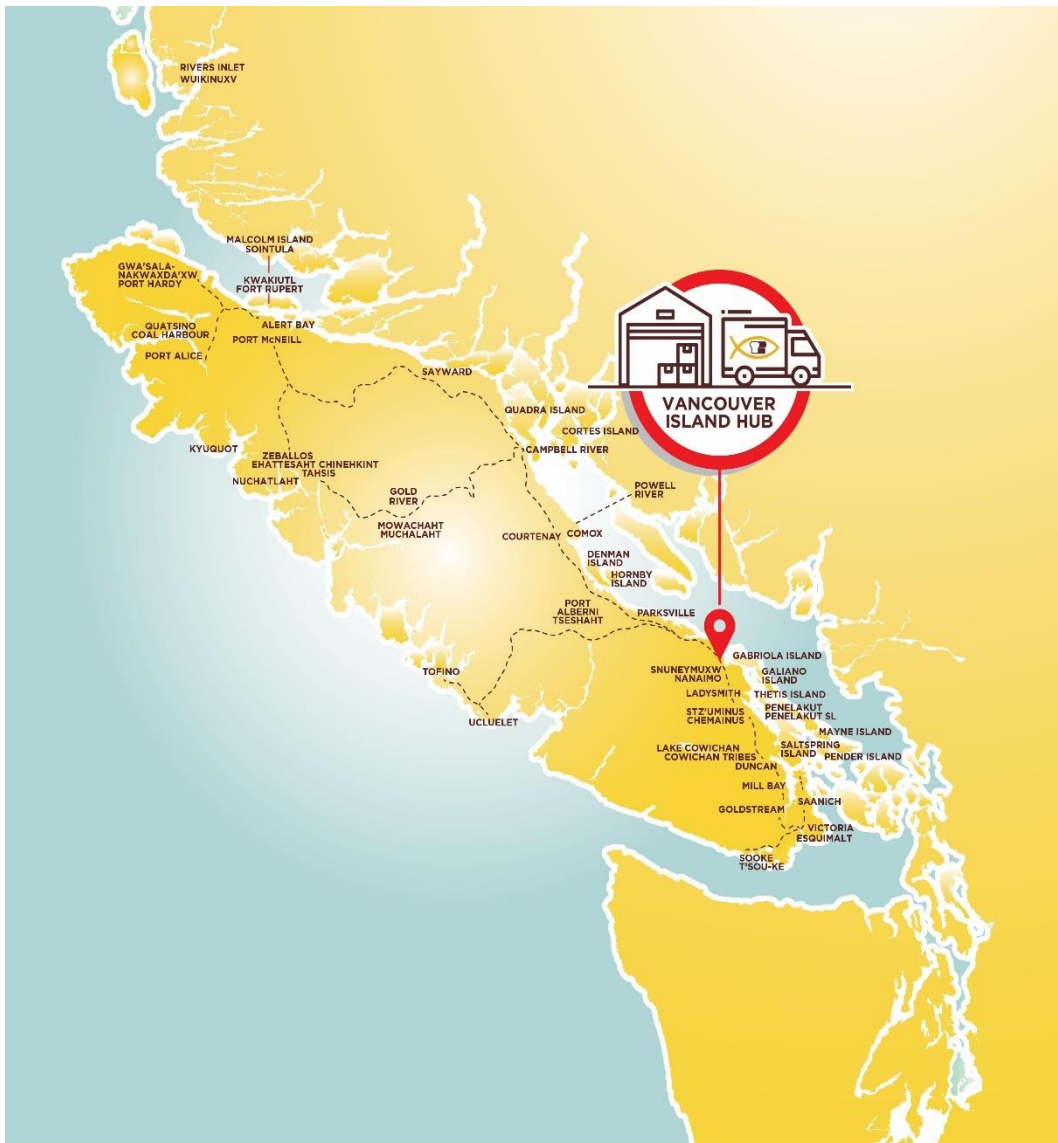 RIVERS INLET
WUIKINUXV
MALCOLM ISLAND
SOINTULA
GWA'SALA-
NAKWAXDA'XW
PORT HARDY
KWAKIUTL
FORT RUPERT
QUATSINO
COAL HARBOUR
ALERT BAY
PORT McNEILL
PORT ALICE
SAYWARD
VANCOUVER
ISLAND HUB
QUADRA ISLAND
CORTES ISLAND
CAMPBELL RIVER
KYUQUOT
ZEBALLOS
EHATTESAHT CHINEHKINT
TAHSIS
NUCHATLAHT
GOLD
RIVER
MOWACHAHT
MUCHALAHT
POWELL
RIVER
COURTENAY
COMOX
DENMAN
ISLAND
HORNBY
ISLAND
PORT
ALBERNI
TSESHAHT
PARKSVILLE
TOFINO
UCLUELET
SNUNEYMUXW
NANAIMO
GABRIOLA ISLAND
GALIANO
ISLAND
LADYSMITH
THETIS ISLAND
STZ'UMINUS
CHEMAINUS
PENELAKUT
PENELAKUT SL
MAYNE ISLAND
LAKE COWICHAN
COWICHAN TRIBES
DUNCAN
SALTSPRING
ISLAND
PENDER ISLAND
MILL BAY
SAANICH
GOLDSTREAM
VICTORIA
ESQUIMALT
SOOKE
T'SOU-KE